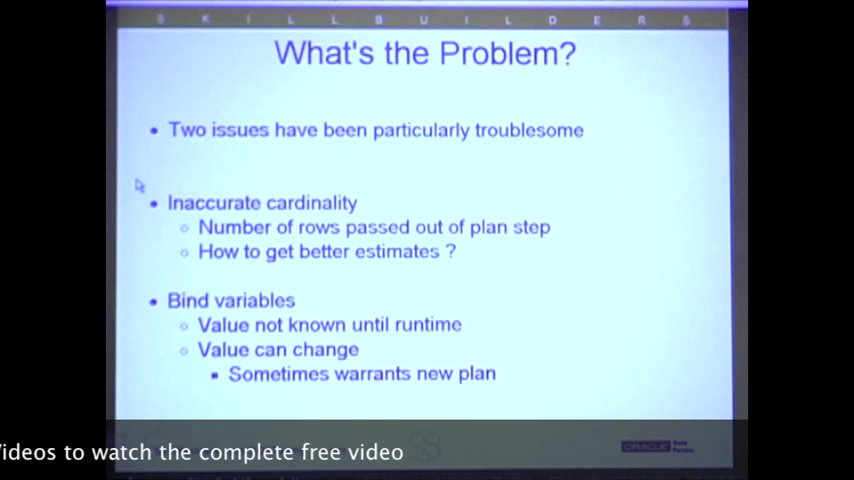 S K I L L B U I L D E R S
What's the Problem?
• Two issues have been particularly troublesome
• Inaccurate cardinality
○ Number of rows passed out of plan step
○ How to get better estimates ?
• Bind variables
○ Value not known until runtime
○ Value can change
▪ Sometimes warrants new plan
ORACLE
Videos to watch the complete free video